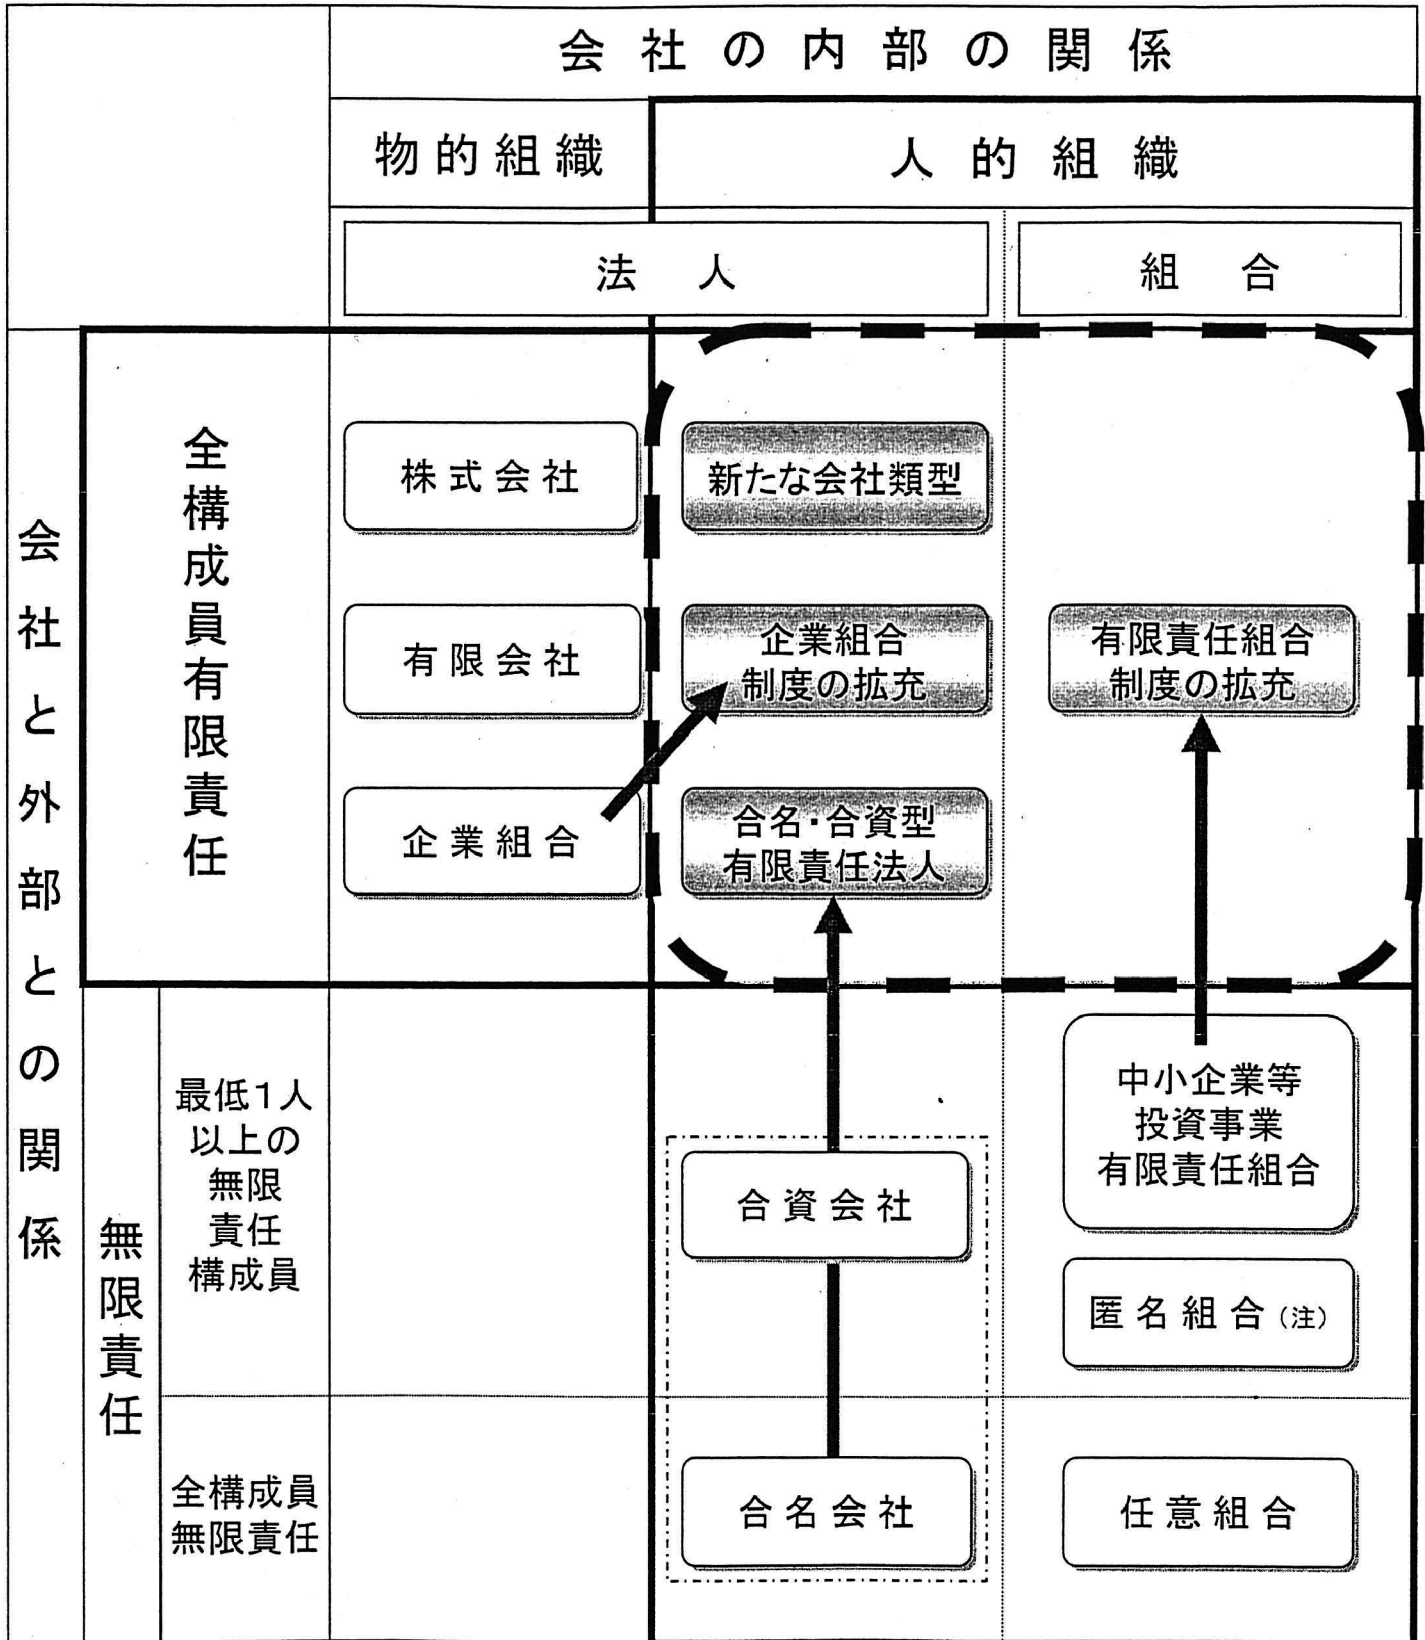 会社の内部の関係
物的組織
人的組織
法人
組合
会社と外部との関係
全構成員有限責任
株式会社
新たな会社類型
有限会社
企業組合
制度の拡充
有限責任組合
制度の拡充
企業組合
合名・合資型
有限責任法人
無限責任
最低1人
以上の
無限
責任
構成員
合資会社
中小企業等
投資事業
有限責任組合
匿名組合(注)
全構成員
無限責任
合名会社
任意組合